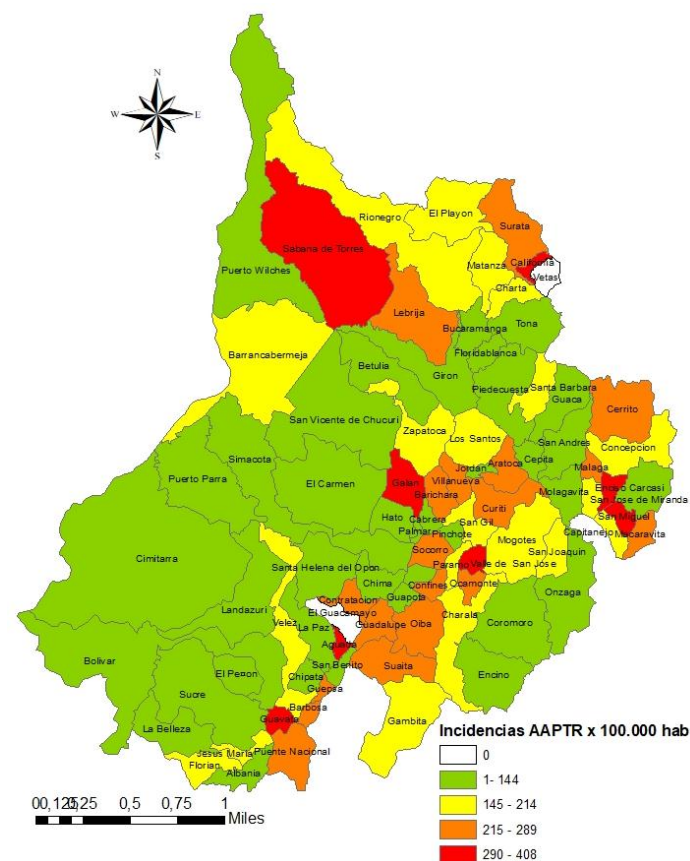 N
W E
S
Rionegro
El Playon
Surata
Sabana de Torres
California
Vetas
Puerto Wilches
Matanza
Charta
Lebrija
Bucaramanga
Tona
Barrancabermeja
Floridablanca
Betulia
Giron
Piedecuesta
Santa Barbara
Guaca
Cerrito
San Vicente de Chucuri
Zapatoca
Los Santos
San Andres
Concepcion
Simacota
Jordan
Aratoca
Cepita
Malaga
Puerto Parra
El Carmen
Galan
Villanueva
Barichara
Molagavita
Enciso
Carcasi
San Jose de Miranda
Hato
Cabrera
Palmar
Curiti
San Gil
San Miguel
Macaravita
Pinchote
Mogotes
Capitanejo
Cimitarra
Socorro
San Joaquin
Santa Helena del Opon
Paramo
Valle de San Jose
Onzaga
Chima
Confines
Ocamonte
Landazuri
Contratacion
Guapota
El Guacamayo
Velez
La Paz
Guadalupe
Oiba
Charala
Coromoro
Aguada
Bolivar
El Peñon
San Benito
Suaita
Encino
Chipata
Guepsa
Sucre
Barbosa
Gambita
Guavata
La Belleza
Jesus Maria
Puente Nacional
Florian
Albania
Incidencias AAPTR x 100.000 hab
0
1- 144
145 - 214
215 - 289
290 - 408
00,1250,25 0,5 0,75 1
Miles